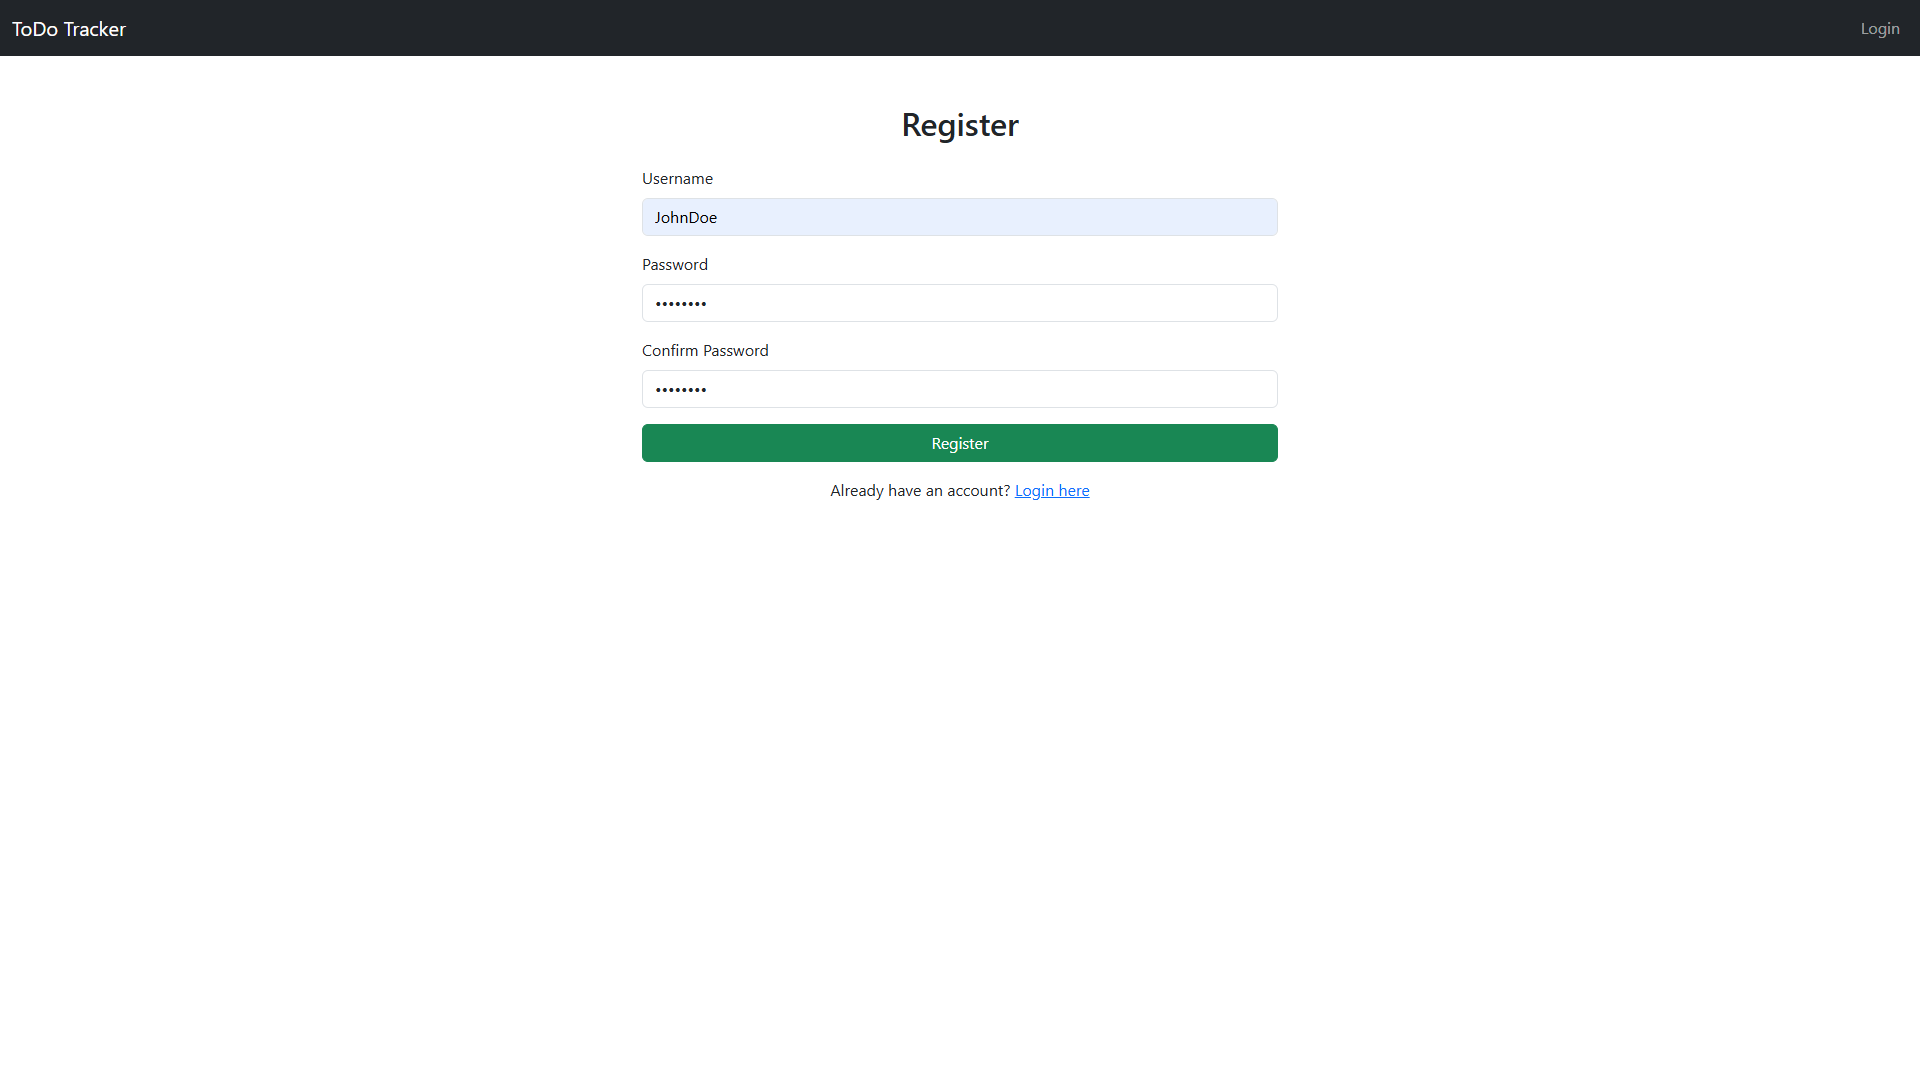 ToDo Tracker
Login
Register
Username
JohnDoe
Password
••••••••
Confirm Password
••••••••
Register
Already have an account? Login here